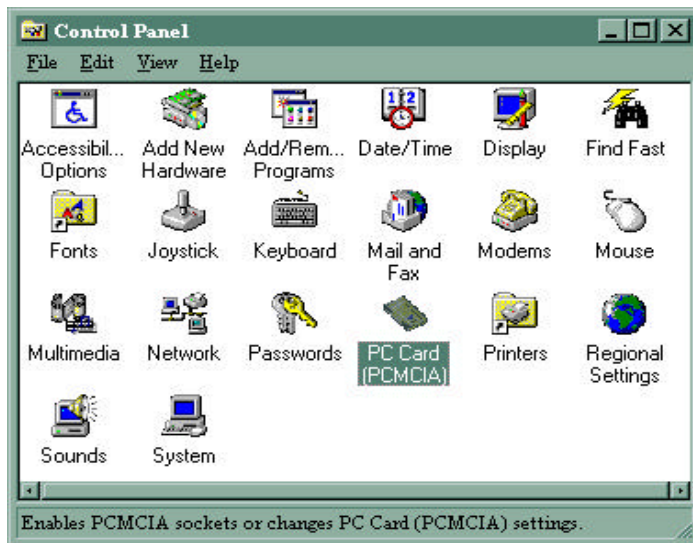 Control Panel
File Edit View Help
Accessibil... Options
Add New Hardware
Add/Rem... Programs
Date/Time
Display
Find Fast
Fonts
Joystick
Keyboard
Mail and Fax
Modems
Mouse
Multimedia
Network
Passwords
PC Card (PCMCIA)
Printers
Regional Settings
Sounds
System
Enables PCMCIA sockets or changes PC Card (PCMCIA) settings.